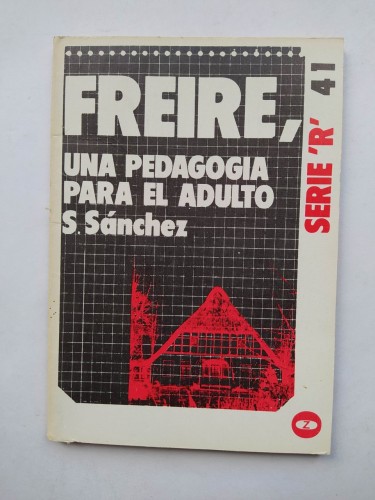 FREIRE,
UNA PEDAGOGIA
PARA EL ADULTO
S. Sánchez
SERIE 'R' 41
Z